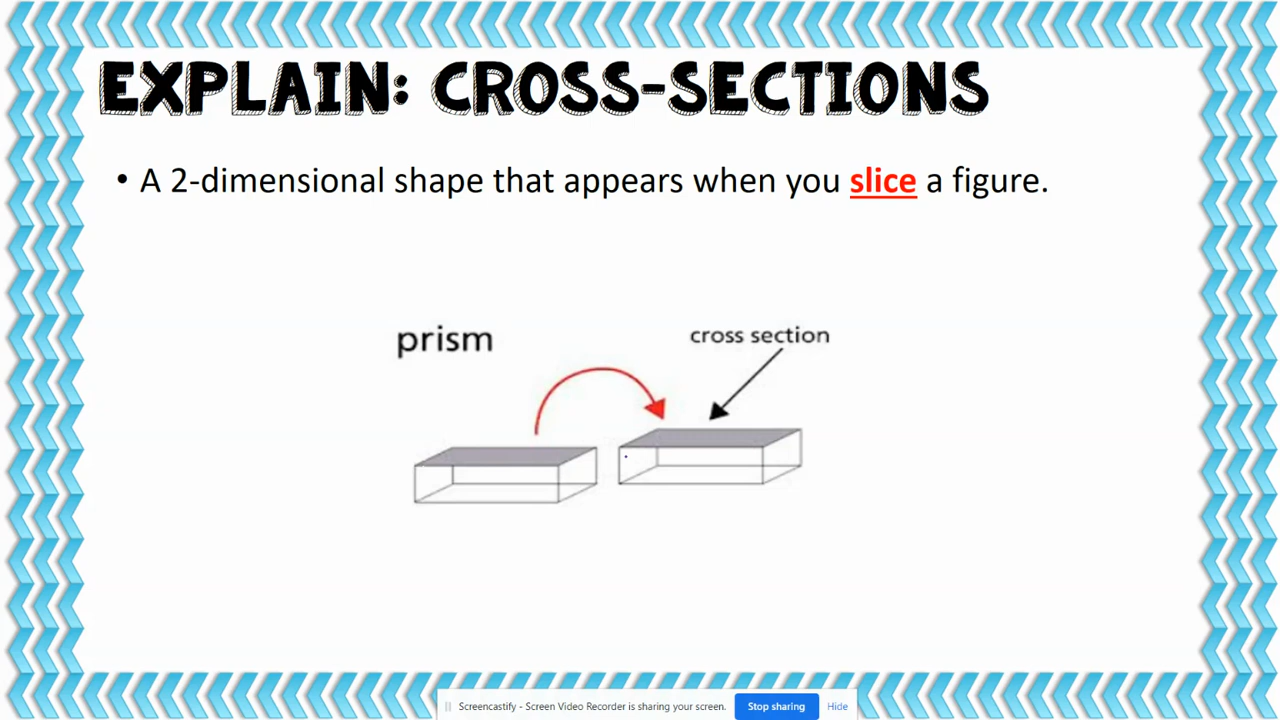 EXPLAIN: CROSS-SECTIONS
• A 2-dimensional shape that appears when you slice a figure.
prism
cross section
Screencastify - Screen Video Recorder is sharing your screen. Stop sharing Hide